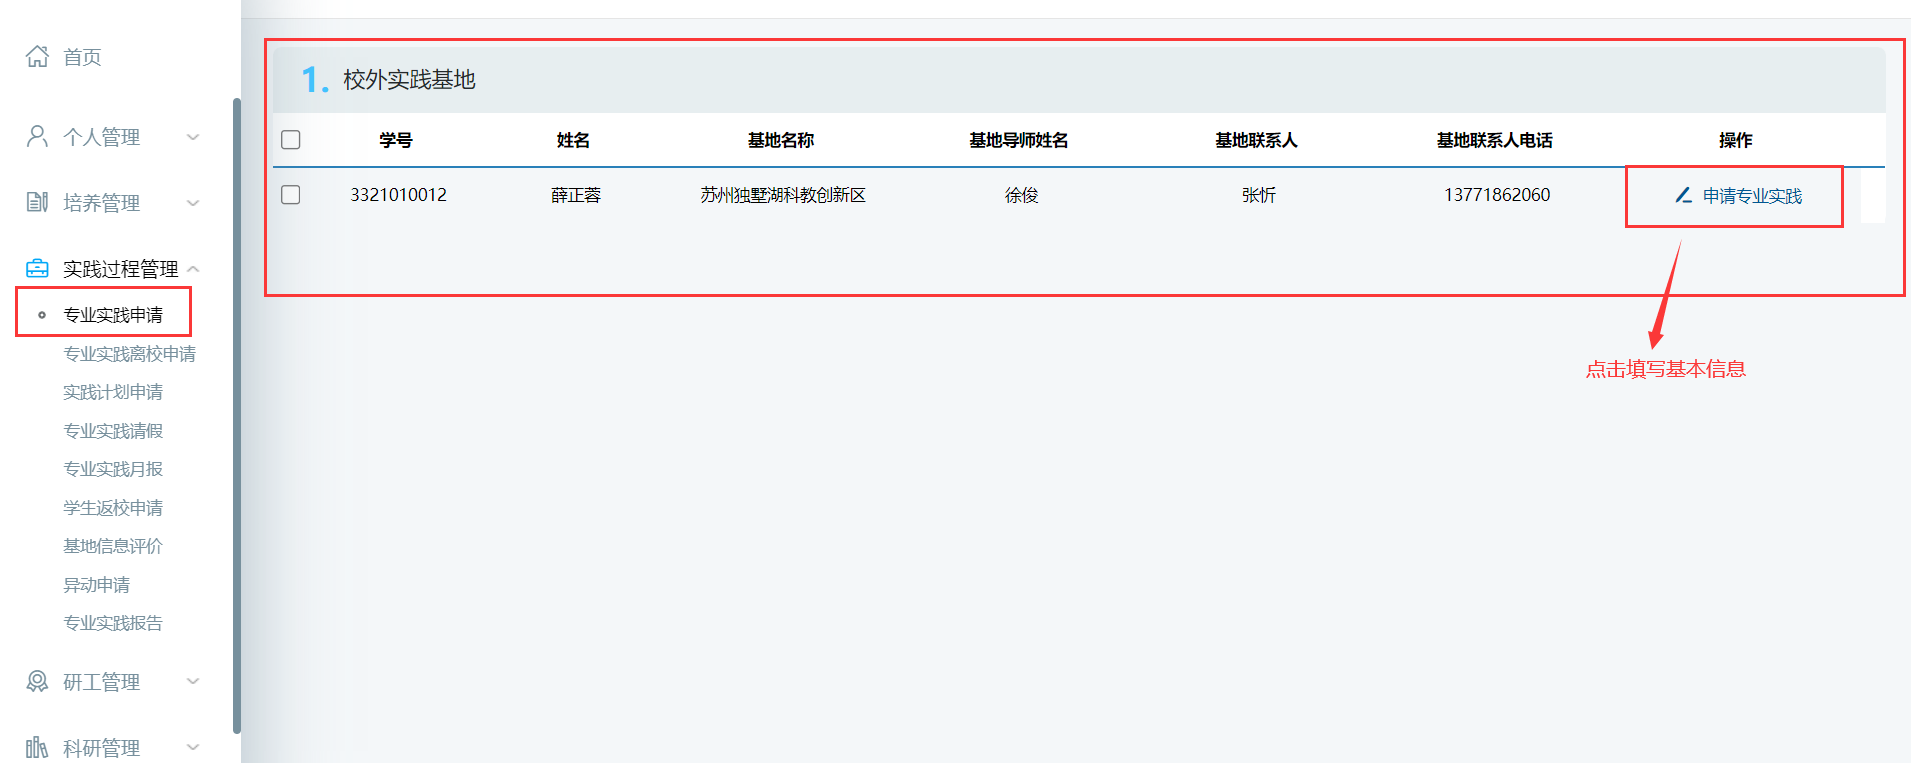 首页
个人管理
培养管理
实践过程管理
专业实践申请
专业实践离校申请
实践计划申请
专业实践请假
专业实践月报
学生返校申请
基地信息评价
异动申请
专业实践报告
研工管理
科研管理
1. 校外实践基地
学号 姓名 基地名称 基地导师姓名 基地联系人 基地联系人电话 操作
3321010012 薛正蓉 苏州独墅湖科教创新区 徐俊 张忻 13771862060 申请专业实践
点击填写基本信息